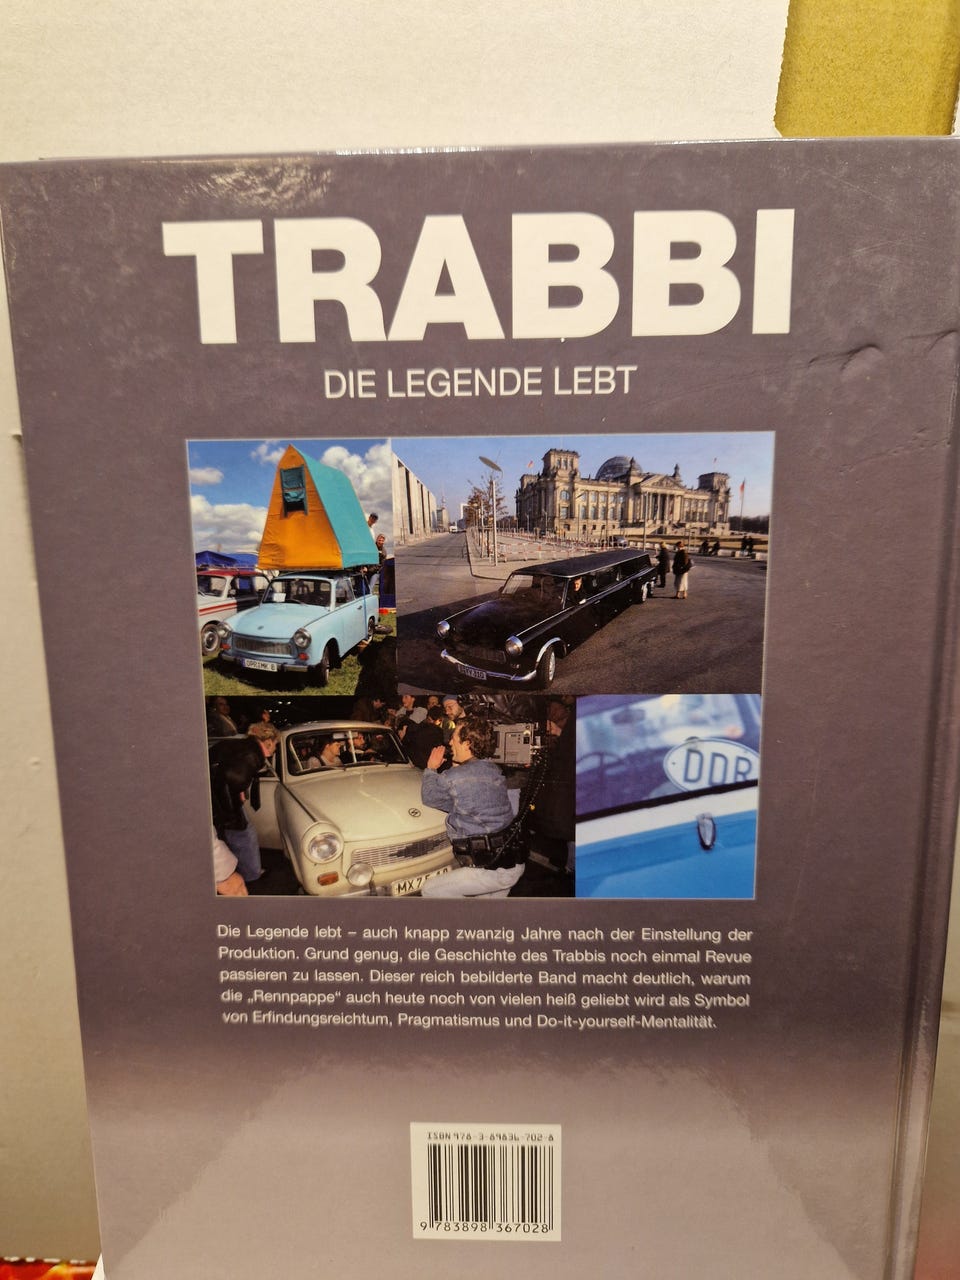 TRABBI
DIE LEGENDE LEBT
DDR
Die Legende lebt – auch knapp zwanzig Jahre nach der Einstellung der
Produktion. Grund genug, die Geschichte des Trabbis noch einmal Revue
passieren zu lassen. Dieser reich bebilderte Band macht deutlich, warum
die „Rennpappe“ auch heute noch von vielen heiß geliebt wird als Symbol
von Erfindungsreichtum, Pragmatismus und Do-it-yourself-Mentalität.
ISBN 978-3-89836-702-8
9 783898 367028